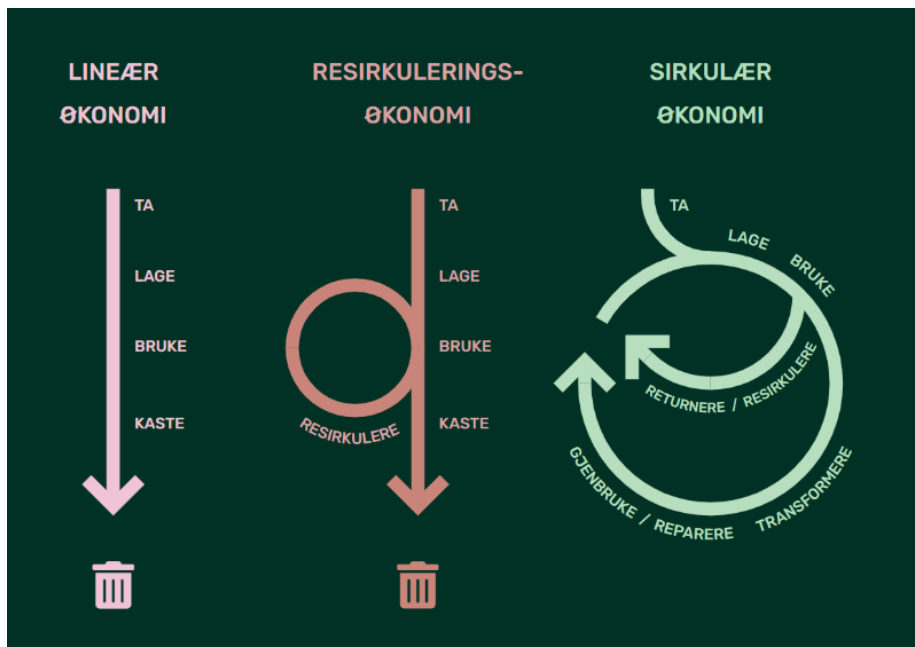 LINEÆR
ØKONOMI
TA
LAGE
BRUKE
KASTE
RESIRKULERINGS-
ØKONOMI
TA
LAGE
BRUKE
KASTE
RESIRKULERE
SIRKULÆR
ØKONOMI
TA
LAGE
BRUKE
RETURNERE / RESIRKULERE
TRANSFORMERE
GJENBRUKE / REPARERE